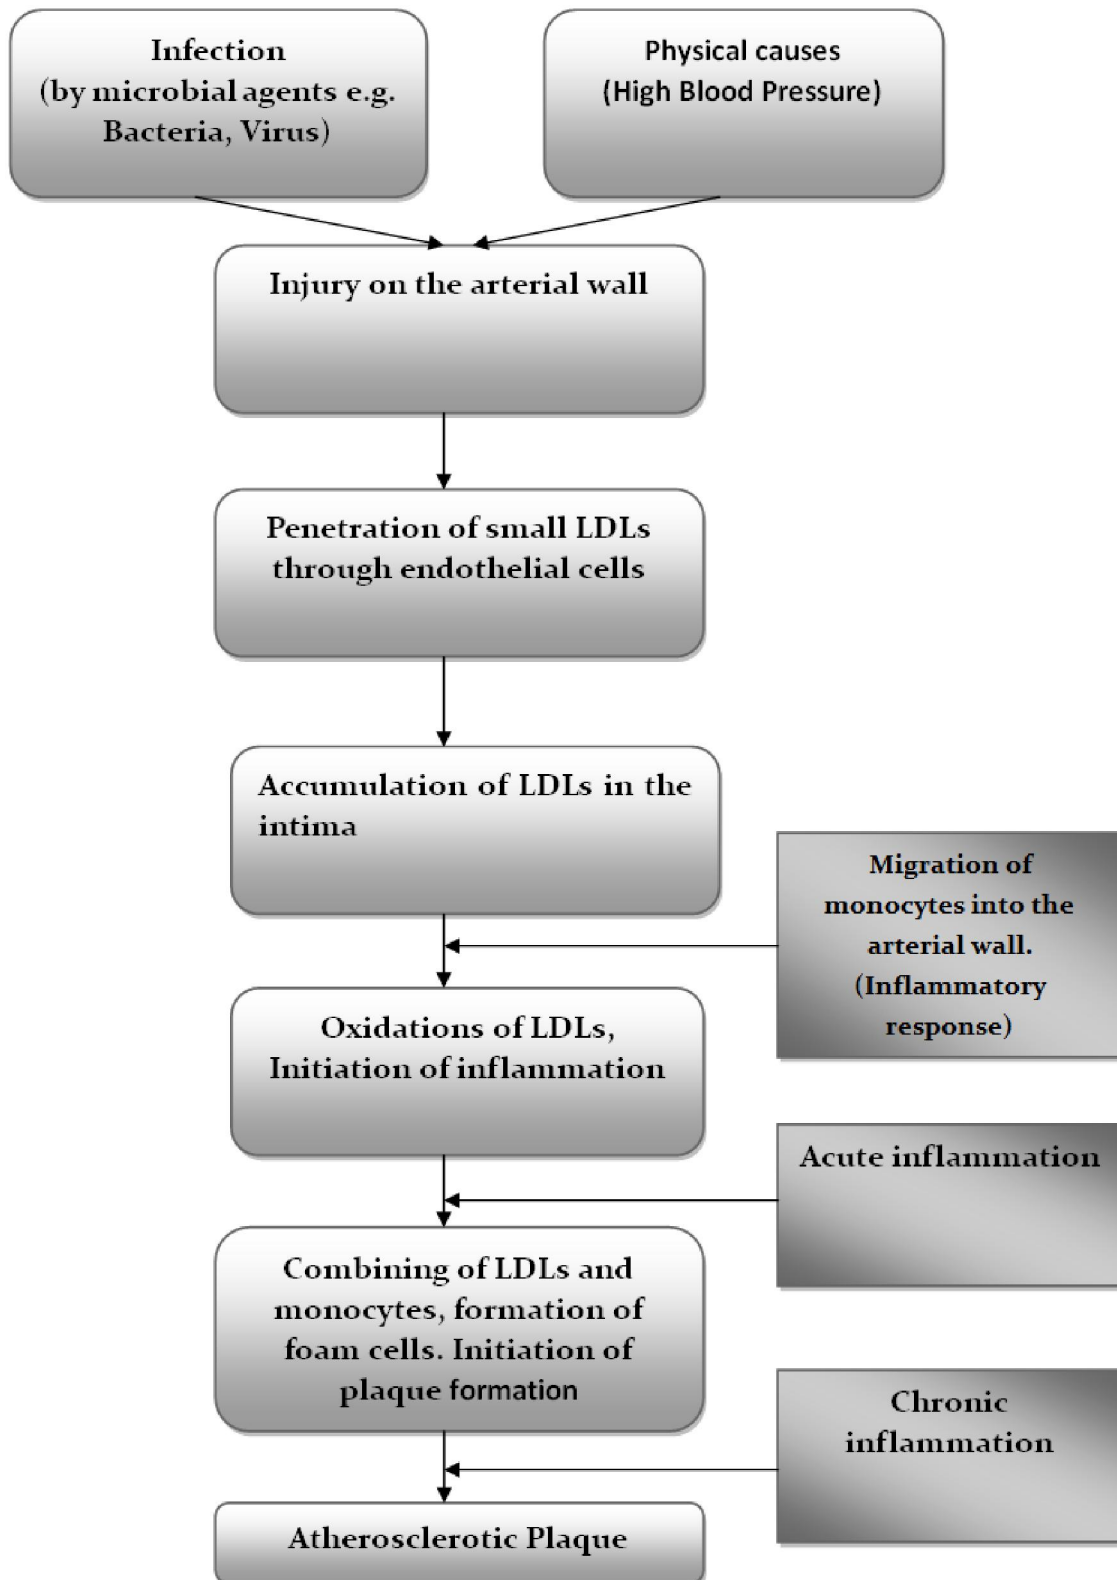 Infection
(by microbial agents e.g.
Bacteria, Virus)
Physical causes
(High Blood Pressure)
Injury on the arterial wall
Penetration of small LDLs
through endothelial cells
Accumulation of LDLs in the
intima
Migration of
monocytes into the
arterial wall.
(Inflammatory
response)
Oxidations of LDLs,
Initiation of inflammation
Acute inflammation
Combining of LDLs and
monocytes, formation of
foam cells. Initiation of
plaque formation
Chronic
inflammation
Atherosclerotic Plaque